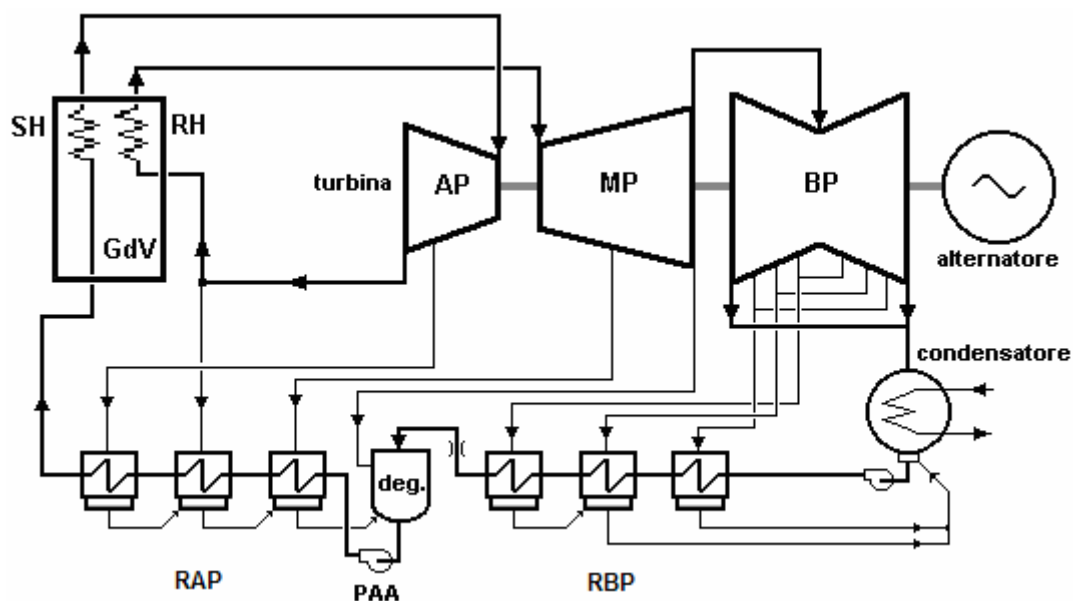 SH
RH
GdV
turbina
AP
MP
BP
alternatore
condensatore
deg.
RAP
PAA
RBP